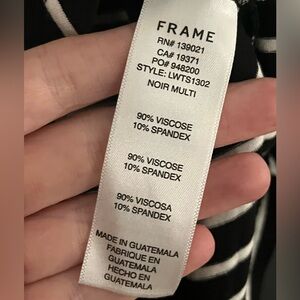 FRAME
RN# 139021
CA# 19371
PO# 948200
STYLE: LWTS1302
NOIR MULTI
90% VISCOSE
10% SPANDEX
90% VISCOSE
10% SPANDEX
90% VISCOSA
10% SPANDEX
MADE IN GUATEMALA
FABRIQUE EN
GUATEMALA
HECHO EN
GUATEMALA